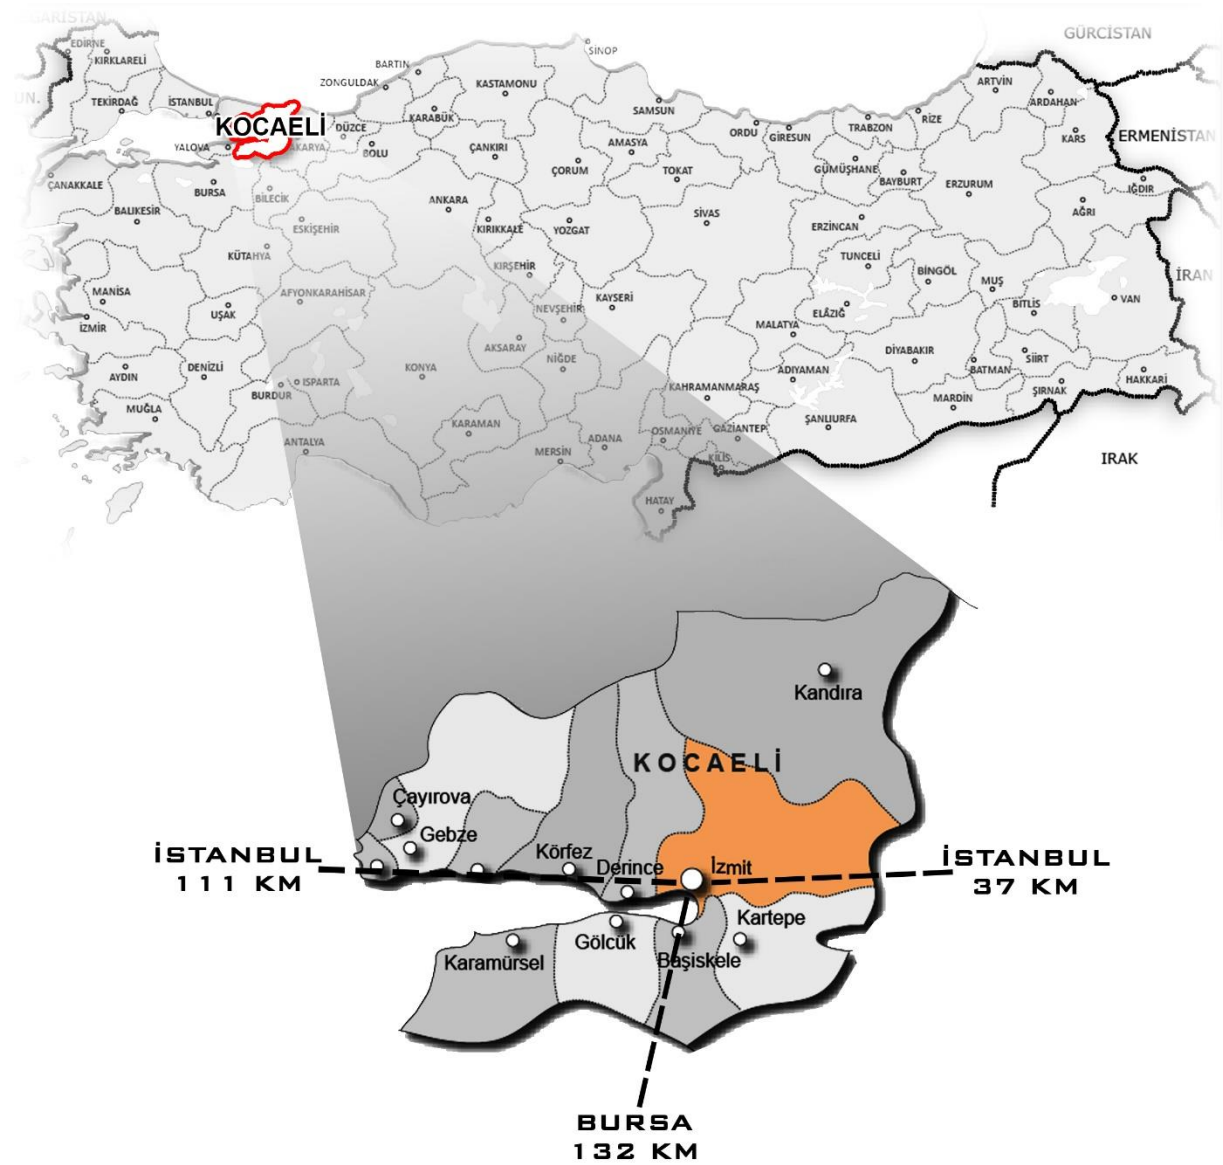 GÜRCİSTAN
EDİRNE
KIRKLARELİ
SİNOP
BARTIN
ZONGULDAK
KASTAMONU
ARTVİN
ARDAHAN
TEKİRDAĞ
İSTANBUL
KOCAELİ
DÜZCE
KARABÜK
SAMSUN
ORDU
GİRESUN
TRABZON
RİZE
KARS
ERMENİSTAN
YALOVA
AKARYA
BOLU
ÇANKIRI
AMASYA
ÇORUM
TOKAT
GÜMÜŞHANE
BAYBURT
ERZURUM
IĞDIR
ÇANAKKALE
BURSA
BİLECİK
BALIKESİR
ANKARA
KIRIKKALE
YOZGAT
SİVAS
ERZİNCAN
AĞRI
ESKİŞEHİR
KÜTAHYA
KIRŞEHİR
TUNCELİ
BİNGÖL
MUŞ
İRAN
MANİSA
AFYONKARAHİSAR
UŞAK
NEVŞEHİR
KAYSERİ
ELÂZIĞ
BİTLİS
VAN
İZMİR
MALATYA
AKSARAY
NİĞDE
DİYABAKIR
SİİRT
AYDIN
DENİZLİ
ISPARTA
BURDUR
KONYA
KAHRAMANMARAŞ
ADIYAMAN
BATMAN
ŞIRNAK
HAKKARİ
MUĞLA
KARAMAN
MARDİN
ŞANLIURFA
ANTALYA
MERSİN
ADANA
OSMANİYE
GAZİANTEP
KİLİS
IRAK
HATAY
Kandıra
KOCAELİ
Çayırova
Gebze
Körfez
Derince
İzmit
İSTANBUL
111 KM
İSTANBUL
37 KM
Kartepe
Gölcük
Başiskele
Karamürsel
BURSA
132 KM